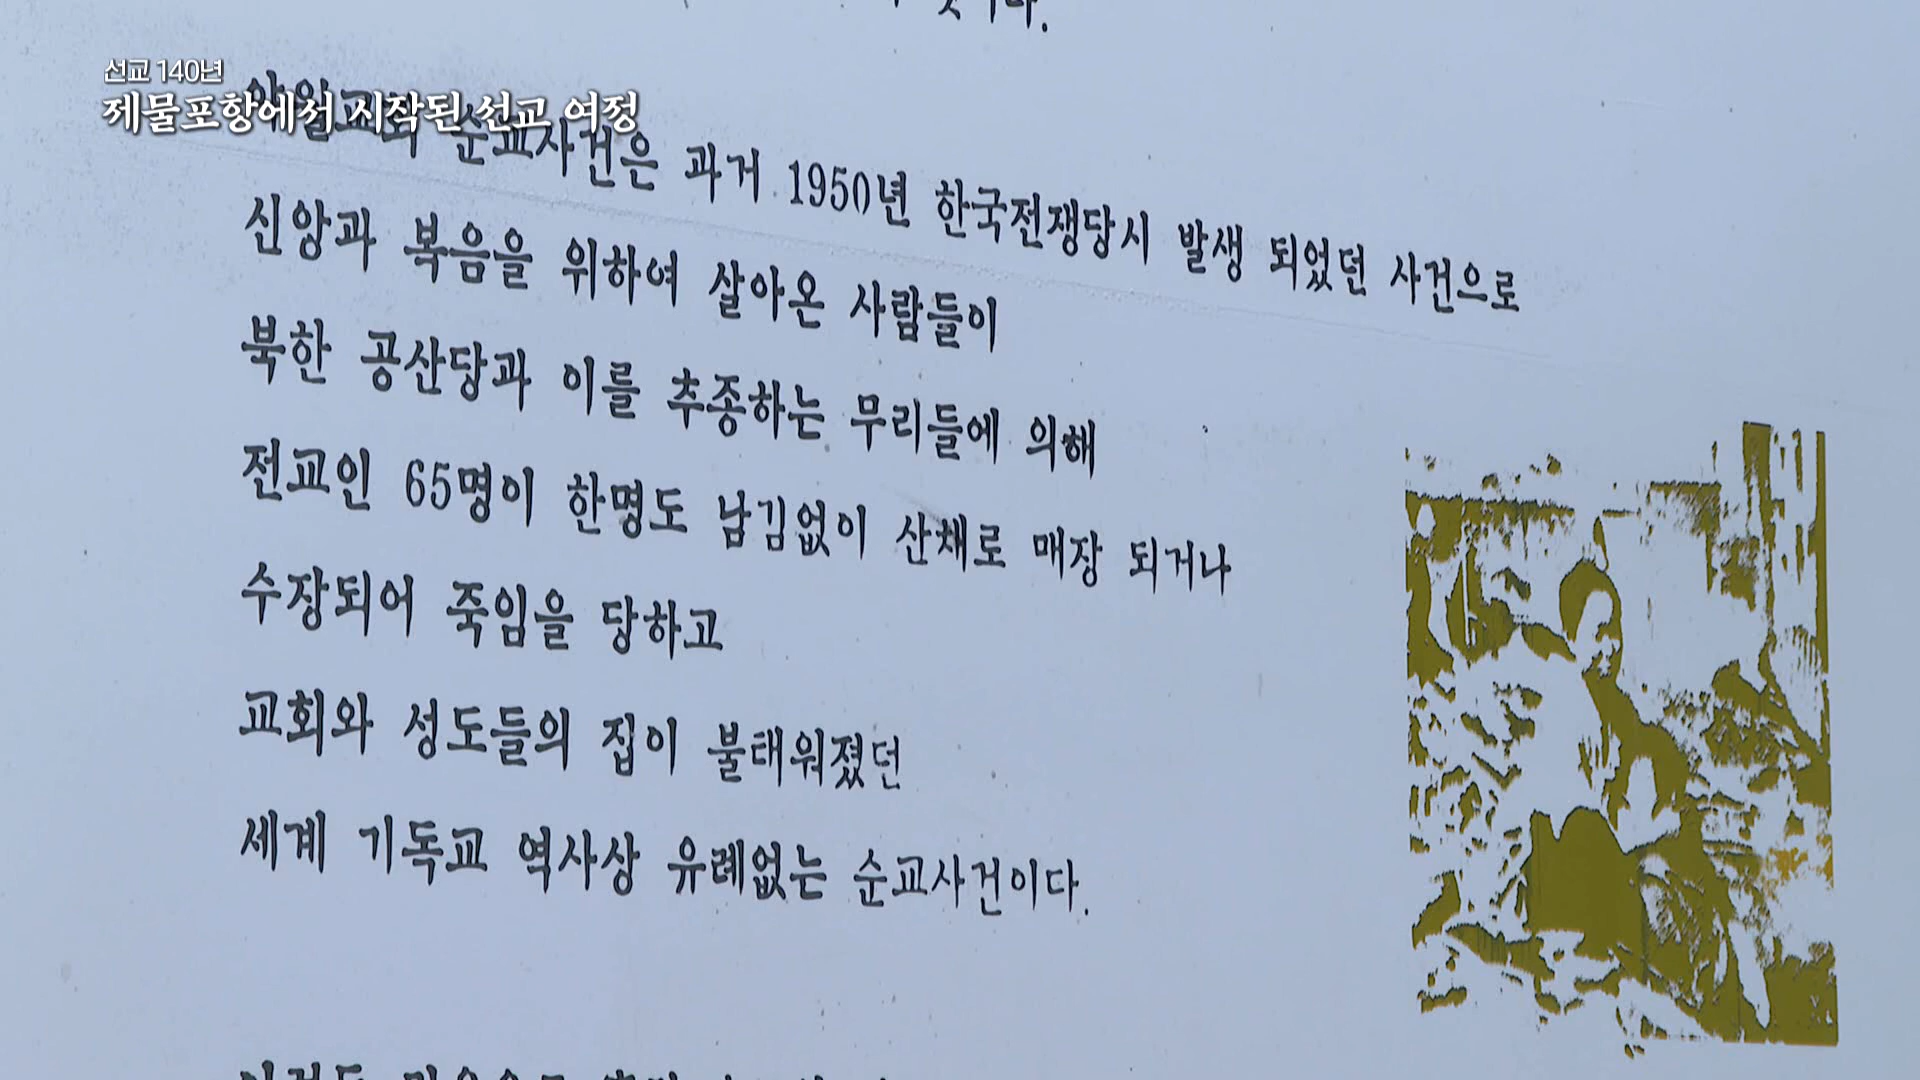 선교 140년
제물포항에서 시작된 선교 여정
야월교회 순교사건은 과거 1950년 한국전쟁당시 발생 되었던 사건으로
신앙과 복음을 위하여 살아온 사람들이
북한 공산당과 이를 추종하는 무리들에 의해
전교인 65명이 한명도 남김없이 산채로 매장 되거나
수장되어 죽임을 당하고
교회와 성도들의 집이 불태워졌던
세계 기독교 역사상 유례없는 순교사건이다.